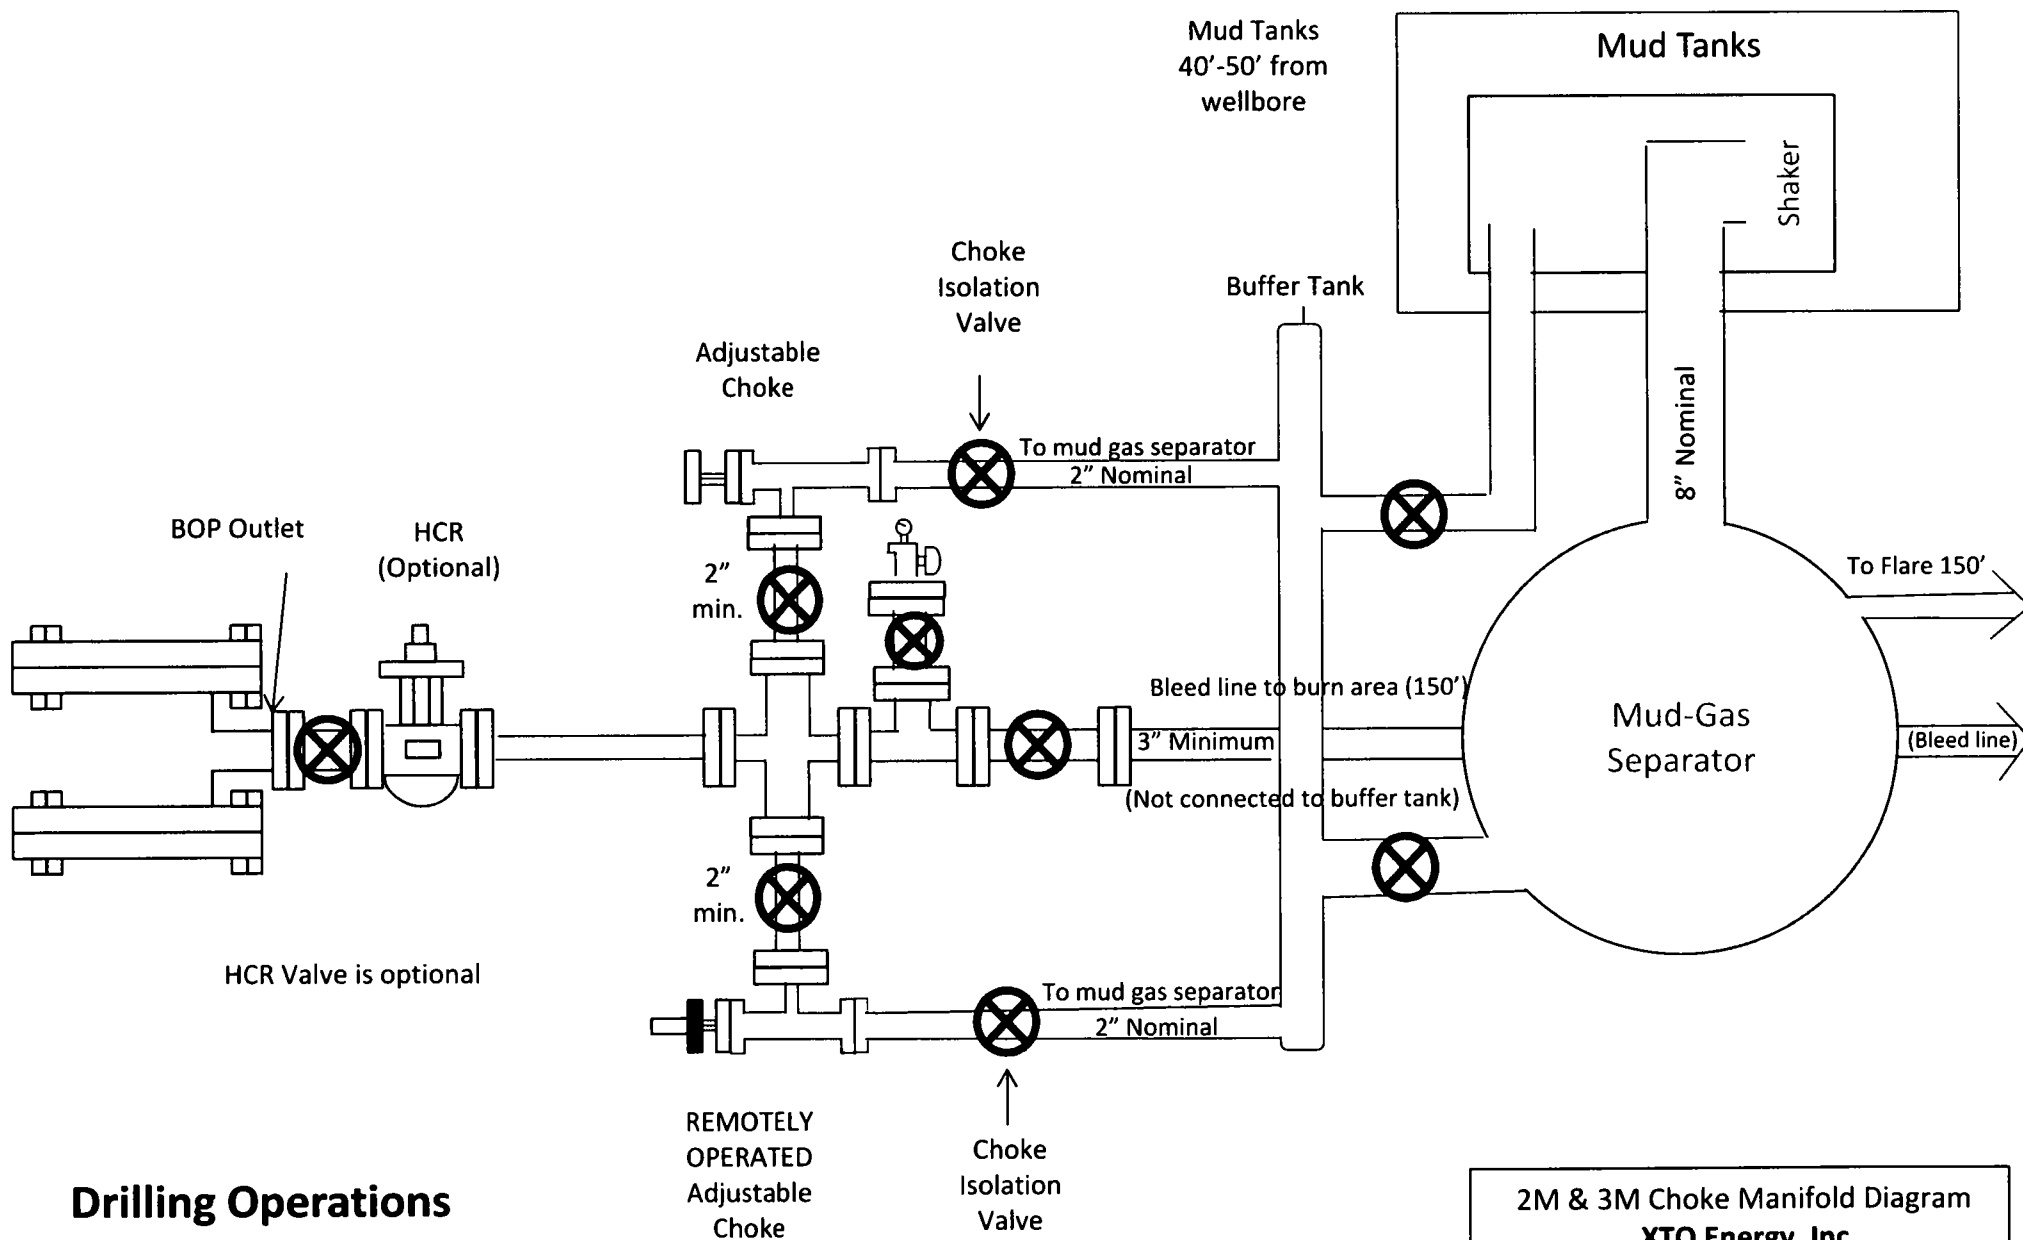 Mud Tanks
40'-50' from
wellbore
Mud Tanks
Shaker
Choke
Isolation
Valve
Buffer Tank
Adjustable
Choke
To mud gas separator
2" Nominal
8" Nominal
BOP Outlet
HCR
(Optional)
2"
min.
To Flare 150'
Bleed line to burn area (150')
3" Minimum
(Not connected to buffer tank)
Mud-Gas
Separator
(Bleed line)
2"
min.
HCR Valve is optional
To mud gas separator
2" Nominal
REMOTELY
OPERATED
Adjustable
Choke
Choke
Isolation
Valve
Drilling Operations
2M & 3M Choke Manifold Diagram
XTO Energy, Inc